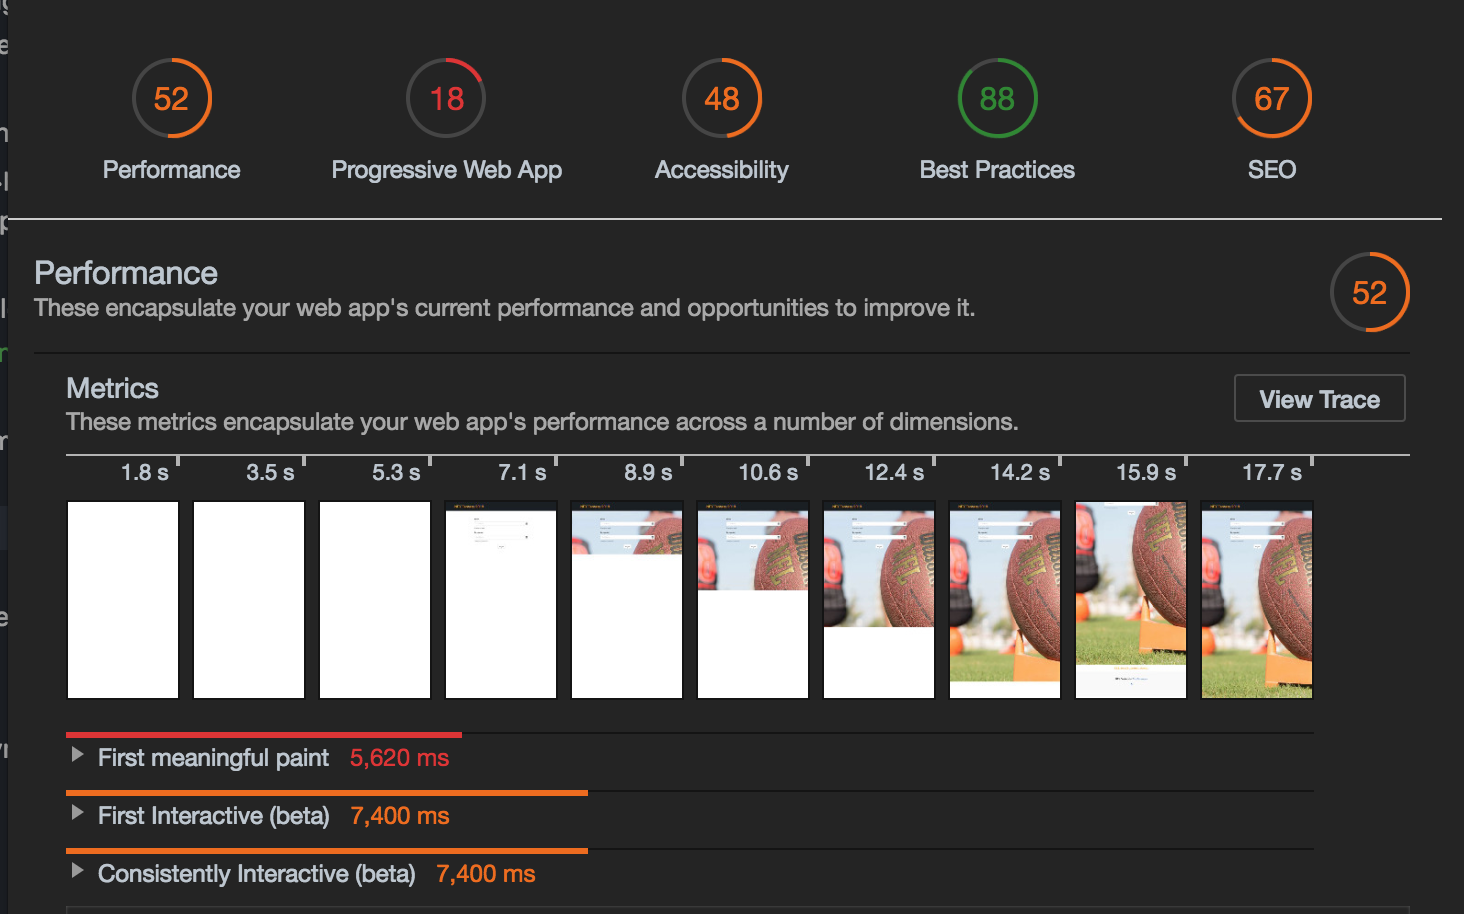 52 18 48 88 67
Performance Progressive Web App Accessibility Best Practices SEO
Performance
These encapsulate your web app's current performance and opportunities to improve it.
52
Metrics
These metrics encapsulate your web app's performance across a number of dimensions.
View Trace
1.8 s 3.5 s 5.3 s 7.1 s 8.9 s 10.6 s 12.4 s 14.2 s 15.9 s 17.7 s
First meaningful paint 5,620 ms
First Interactive (beta) 7,400 ms
Consistently Interactive (beta) 7,400 ms